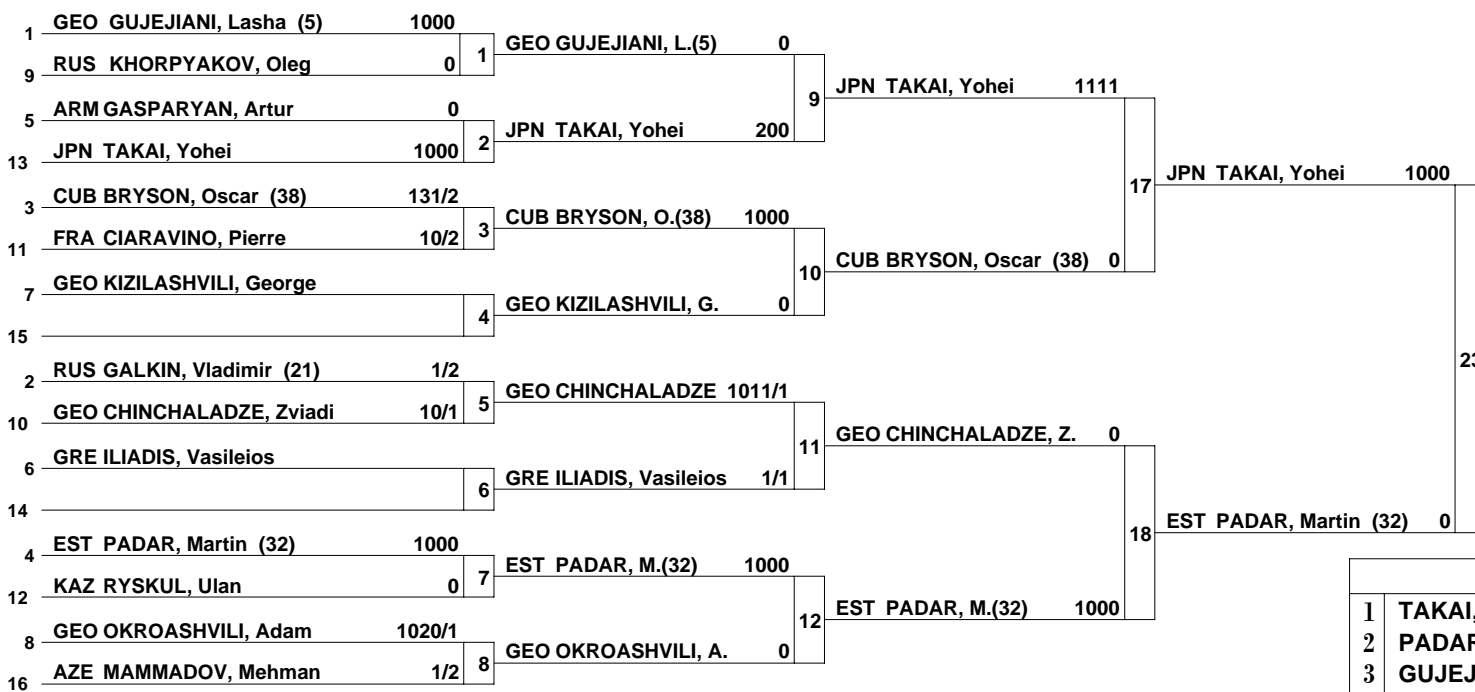 1 GEO GUJEJIANI, Lasha (5) 1000
9 RUS KHORPYAKOV, Oleg 0
1
5 ARM GASPARYAN, Artur 0
13 JPN TAKAI, Yohei 1000
2
3 CUB BRYSON, Oscar (38) 131/2
11 FRA CIARAVINO, Pierre 10/2
3
7 GEO KIZILASHVILI, George
15
4
2 RUS GALKIN, Vladimir (21) 1/2
10 GEO CHINCHALADZE, Zviadi 10/1
5
6 GRE ILIADIS, Vasileios
14
6
4 EST PADAR, Martin (32) 1000
12 KAZ RYSKUL, Ulan 0
7
8 GEO OKROASHVILI, Adam 1020/1
16 AZE MAMMADOV, Mehman 1/2
8
GEO GUJEJIANI, L.(5) 0
JPN TAKAI, Yohei 200
9
CUB BRYSON, O.(38) 1000
GEO KIZILASHVILI, G. 0
10
GEO CHINCHALADZE 1011/1
GRE ILIADIS, Vasileios 1/1
11
EST PADAR, M.(32) 1000
GEO OKROASHVILI, A. 0
12
JPN TAKAI, Yohei 1111
CUB BRYSON, Oscar (38) 0
17
GEO CHINCHALADZE, Z. 0
EST PADAR, M.(32) 1000
18
JPN TAKAI, Yohei 1000
EST PADAR, Martin (32) 0
23
1 TAKAI,
2 PADAR
3 GUJEJ